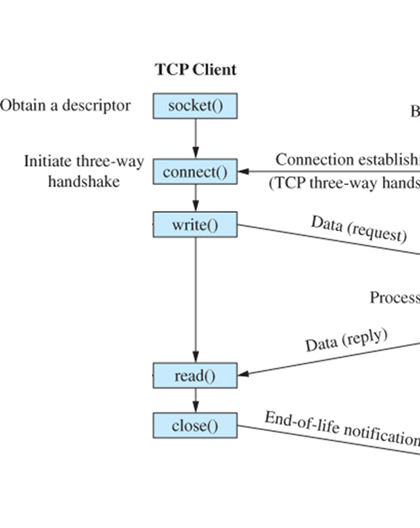 TCP Client
Obtain a descriptor
socket()
B
Initiate three-way
handshake
connect()
Connection establish
(TCP three-way hands
write()
Data (request)
Process
Data (reply)
read()
close()
End-of-life notification